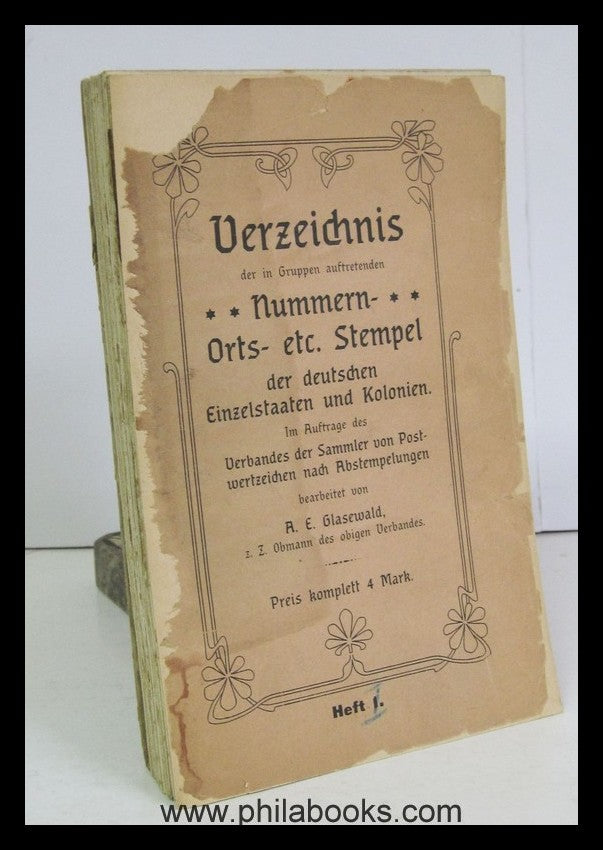 Verzeichnis
der in Gruppen auftretenden
* * Nummern- * *
Orts- etc. Stempel
der deutschen
Einzelstaaten und Kolonien.
Im Auftrage des
Verbandes der Sammler von Post-
wertzeichen nach Abstempelungen
bearbeitet von
A. E. Glasewald,
z. Z. Obmann des obigen Verbandes.
Preis komplett 4 Mark.
Heft 1.
www.philabooks.com